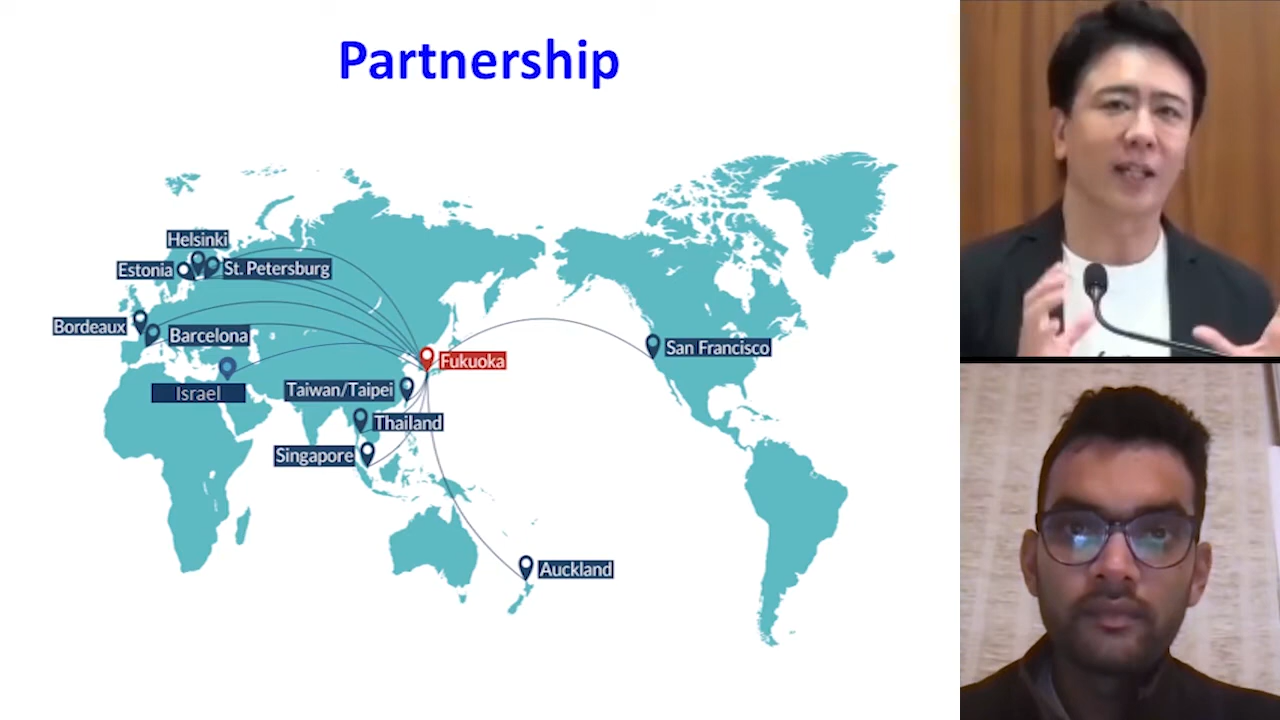 Partnership
Helsinki
Estonia
St. Petersburg
Bordeaux
Barcelona
San Francisco
Fukuoka
Israel
Taiwan/Taipei
Thailand
Singapore
Auckland